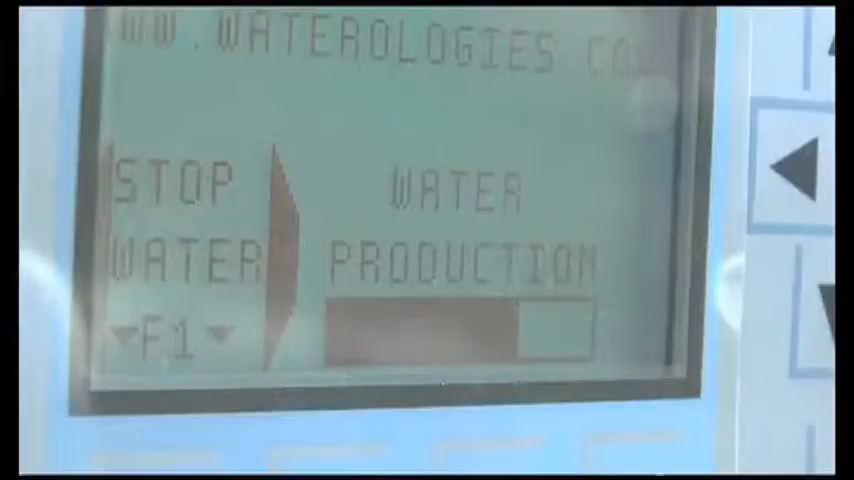 WW.WATEROLOGIES.CO
STOP
WATER
WATER
PRODUCTION
F1